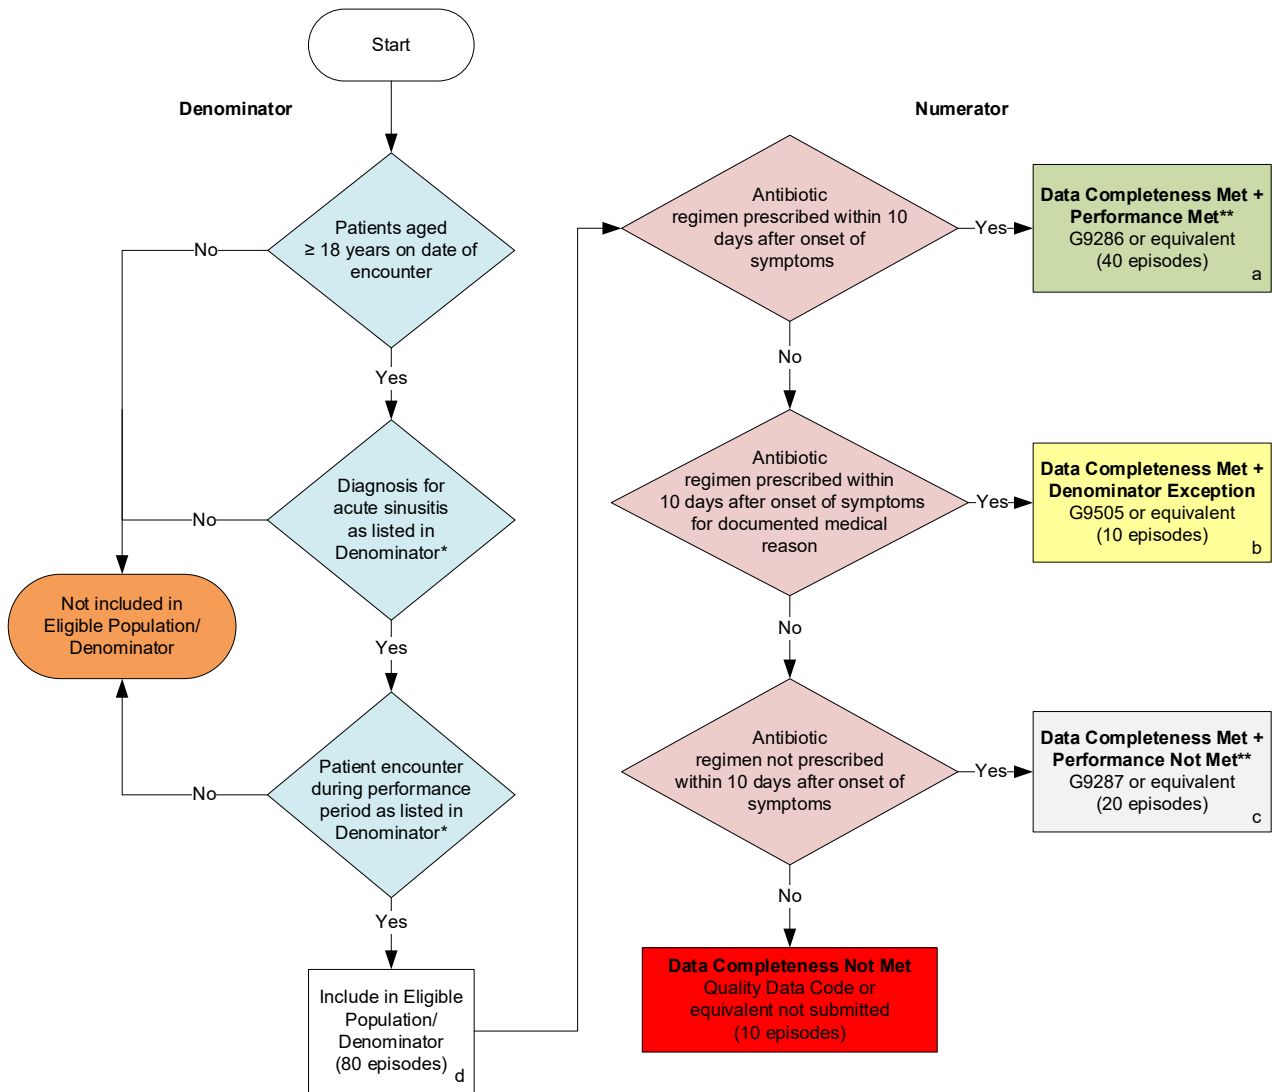 Start
Denominator
Patients aged
≥ 18 years on date of
encounter
No
Yes
Diagnosis for
acute sinusitis
as listed in
Denominator*
No
Not included in
Eligible Population/
Denominator
Yes
Patient encounter
during performance
period as listed in
Denominator*
No
Yes
Include in Eligible
Population/
Denominator
(80 episodes)
d
Numerator
Antibiotic
regimen prescribed within 10
days after onset of
symptoms
Yes
Data Completeness Met +
Performance Met**
G9286 or equivalent
(40 episodes)
a
No
Antibiotic
regimen prescribed within
10 days after onset of symptoms
for documented medical
reason
Yes
Data Completeness Met +
Denominator Exception
G9505 or equivalent
(10 episodes)
b
No
Antibiotic
regimen not prescribed
within 10 days after onset of
symptoms
Yes
Data Completeness Met +
Performance Not Met**
G9287 or equivalent
(20 episodes)
c
No
Data Completeness Not Met
Quality Data Code or
equivalent not submitted
(10 episodes)